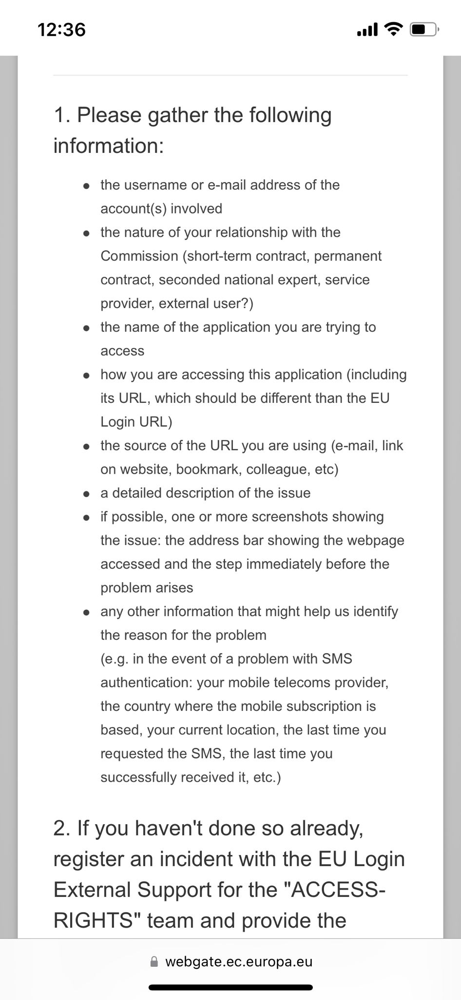 12:36
1. Please gather the following
information:
● the username or e-mail address of the
account(s) involved
● the nature of your relationship with the
Commission (short-term contract, permanent
contract, seconded national expert, service
provider, external user?)
● the name of the application you are trying to
access
● how you are accessing this application (including
its URL, which should be different than the EU
Login URL)
● the source of the URL you are using (e-mail, link
on website, bookmark, colleague, etc)
● a detailed description of the issue
● if possible, one or more screenshots showing
the issue: the address bar showing the webpage
accessed and the step immediately before the
problem arises
● any other information that might help us identify
the reason for the problem
(e.g. in the event of a problem with SMS
authentication: your mobile telecoms provider,
the country where the mobile subscription is
based, your current location, the last time you
requested the SMS, the last time you
successfully received it, etc.)
2. If you haven't done so already,
register an incident with the EU Login
External Support for the "ACCESS-
RIGHTS" team and provide the
webgate.ec.europa.eu